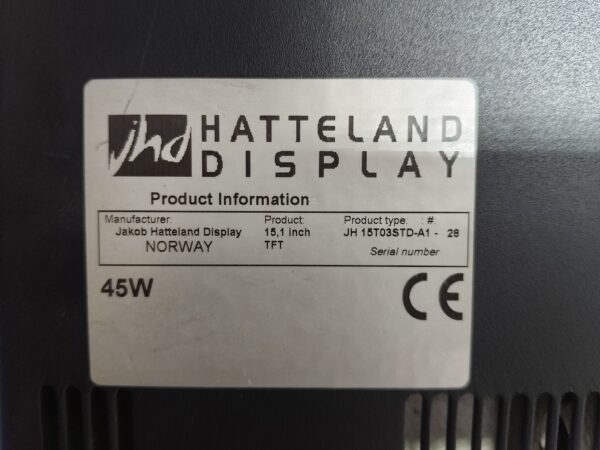 jhd HATTELAND
DISPLAY
Product Information
Manufacturer: Product: Product type: : #
Jakob Hatteland Display 15,1 inch JH 15T03STD-A1 - 28
NORWAY TFT Serial number
45W CE